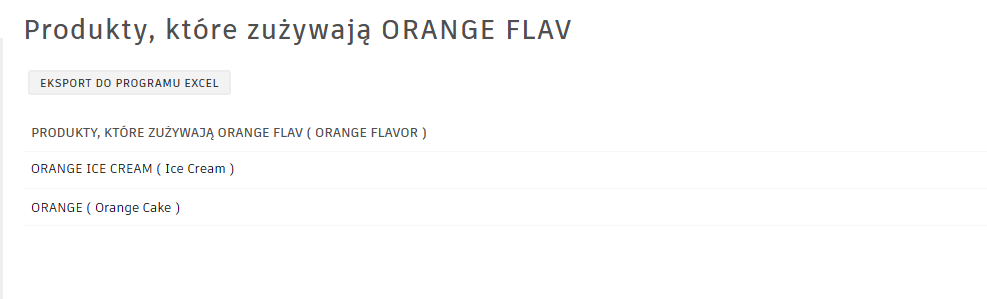 Produkty, które zużywają ORANGE FLAV
EKSPORT DO PROGRAMU EXCEL
PRODUKTY, KTÓRE ZUŻYWAJĄ ORANGE FLAV ( ORANGE FLAVOR )
ORANGE ICE CREAM ( Ice Cream )
ORANGE ( Orange Cake )